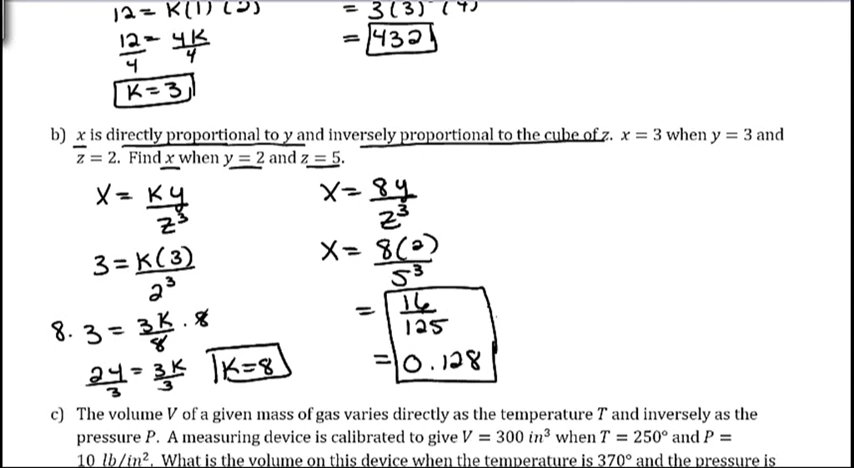 12 = K(1)
12/4 = 4K/4
K = 3
= 432
b) x is directly proportional to y and inversely proportional to the cube of z. x = 3 when y = 3 and
z = 2. Find x when y = 2 and z = 5.
X = Ky/z³
3 = K(3)/2³
8 · 3 = 3K/8 · 8
24/3 = 3K/3 K=8
X = 8y/z³
X = 8(2)/5³
= 16/125
= 0.128
c) The volume V of a given mass of gas varies directly as the temperature T and inversely as the
pressure P. A measuring device is calibrated to give V = 300 in³ when T = 250° and P =
10 lb/in². What is the volume on this device when the temperature is 370° and the pressure is